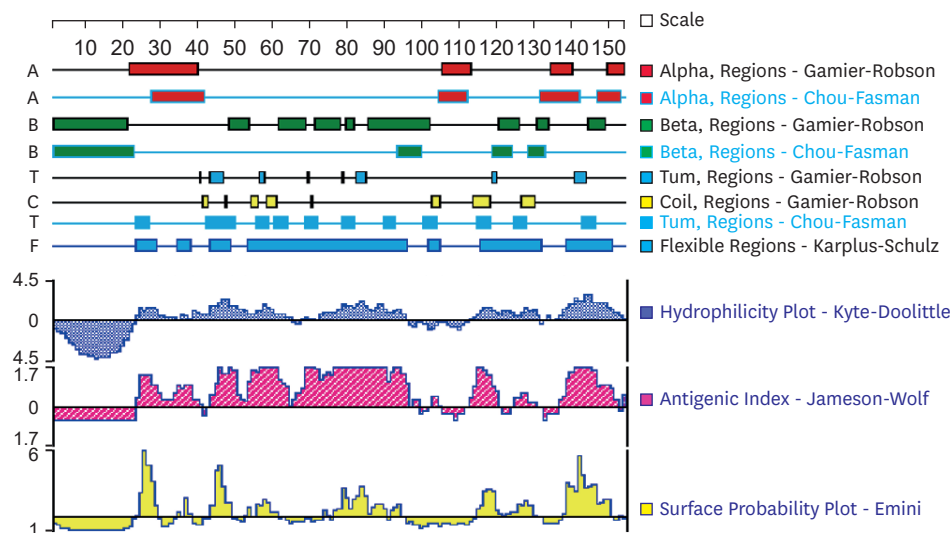 Scale
10 20 30 40 50 60 70 80 90 100 110 120 130 140 150
A Alpha, Regions - Gamier-Robson
A Alpha, Regions - Chou-Fasman
B Beta, Regions - Gamier-Robson
B Beta, Regions - Chou-Fasman
T Tum, Regions - Gamier-Robson
C Coil, Regions - Gamier-Robson
T Tum, Regions - Chou-Fasman
F Flexible Regions - Karplus-Schulz
4.5
0 Hydrophilicity Plot - Kyte-Doolittle
4.5
1.7
0 Antigenic Index - Jameson-Wolf
1.7
6
Surface Probability Plot - Emini
1